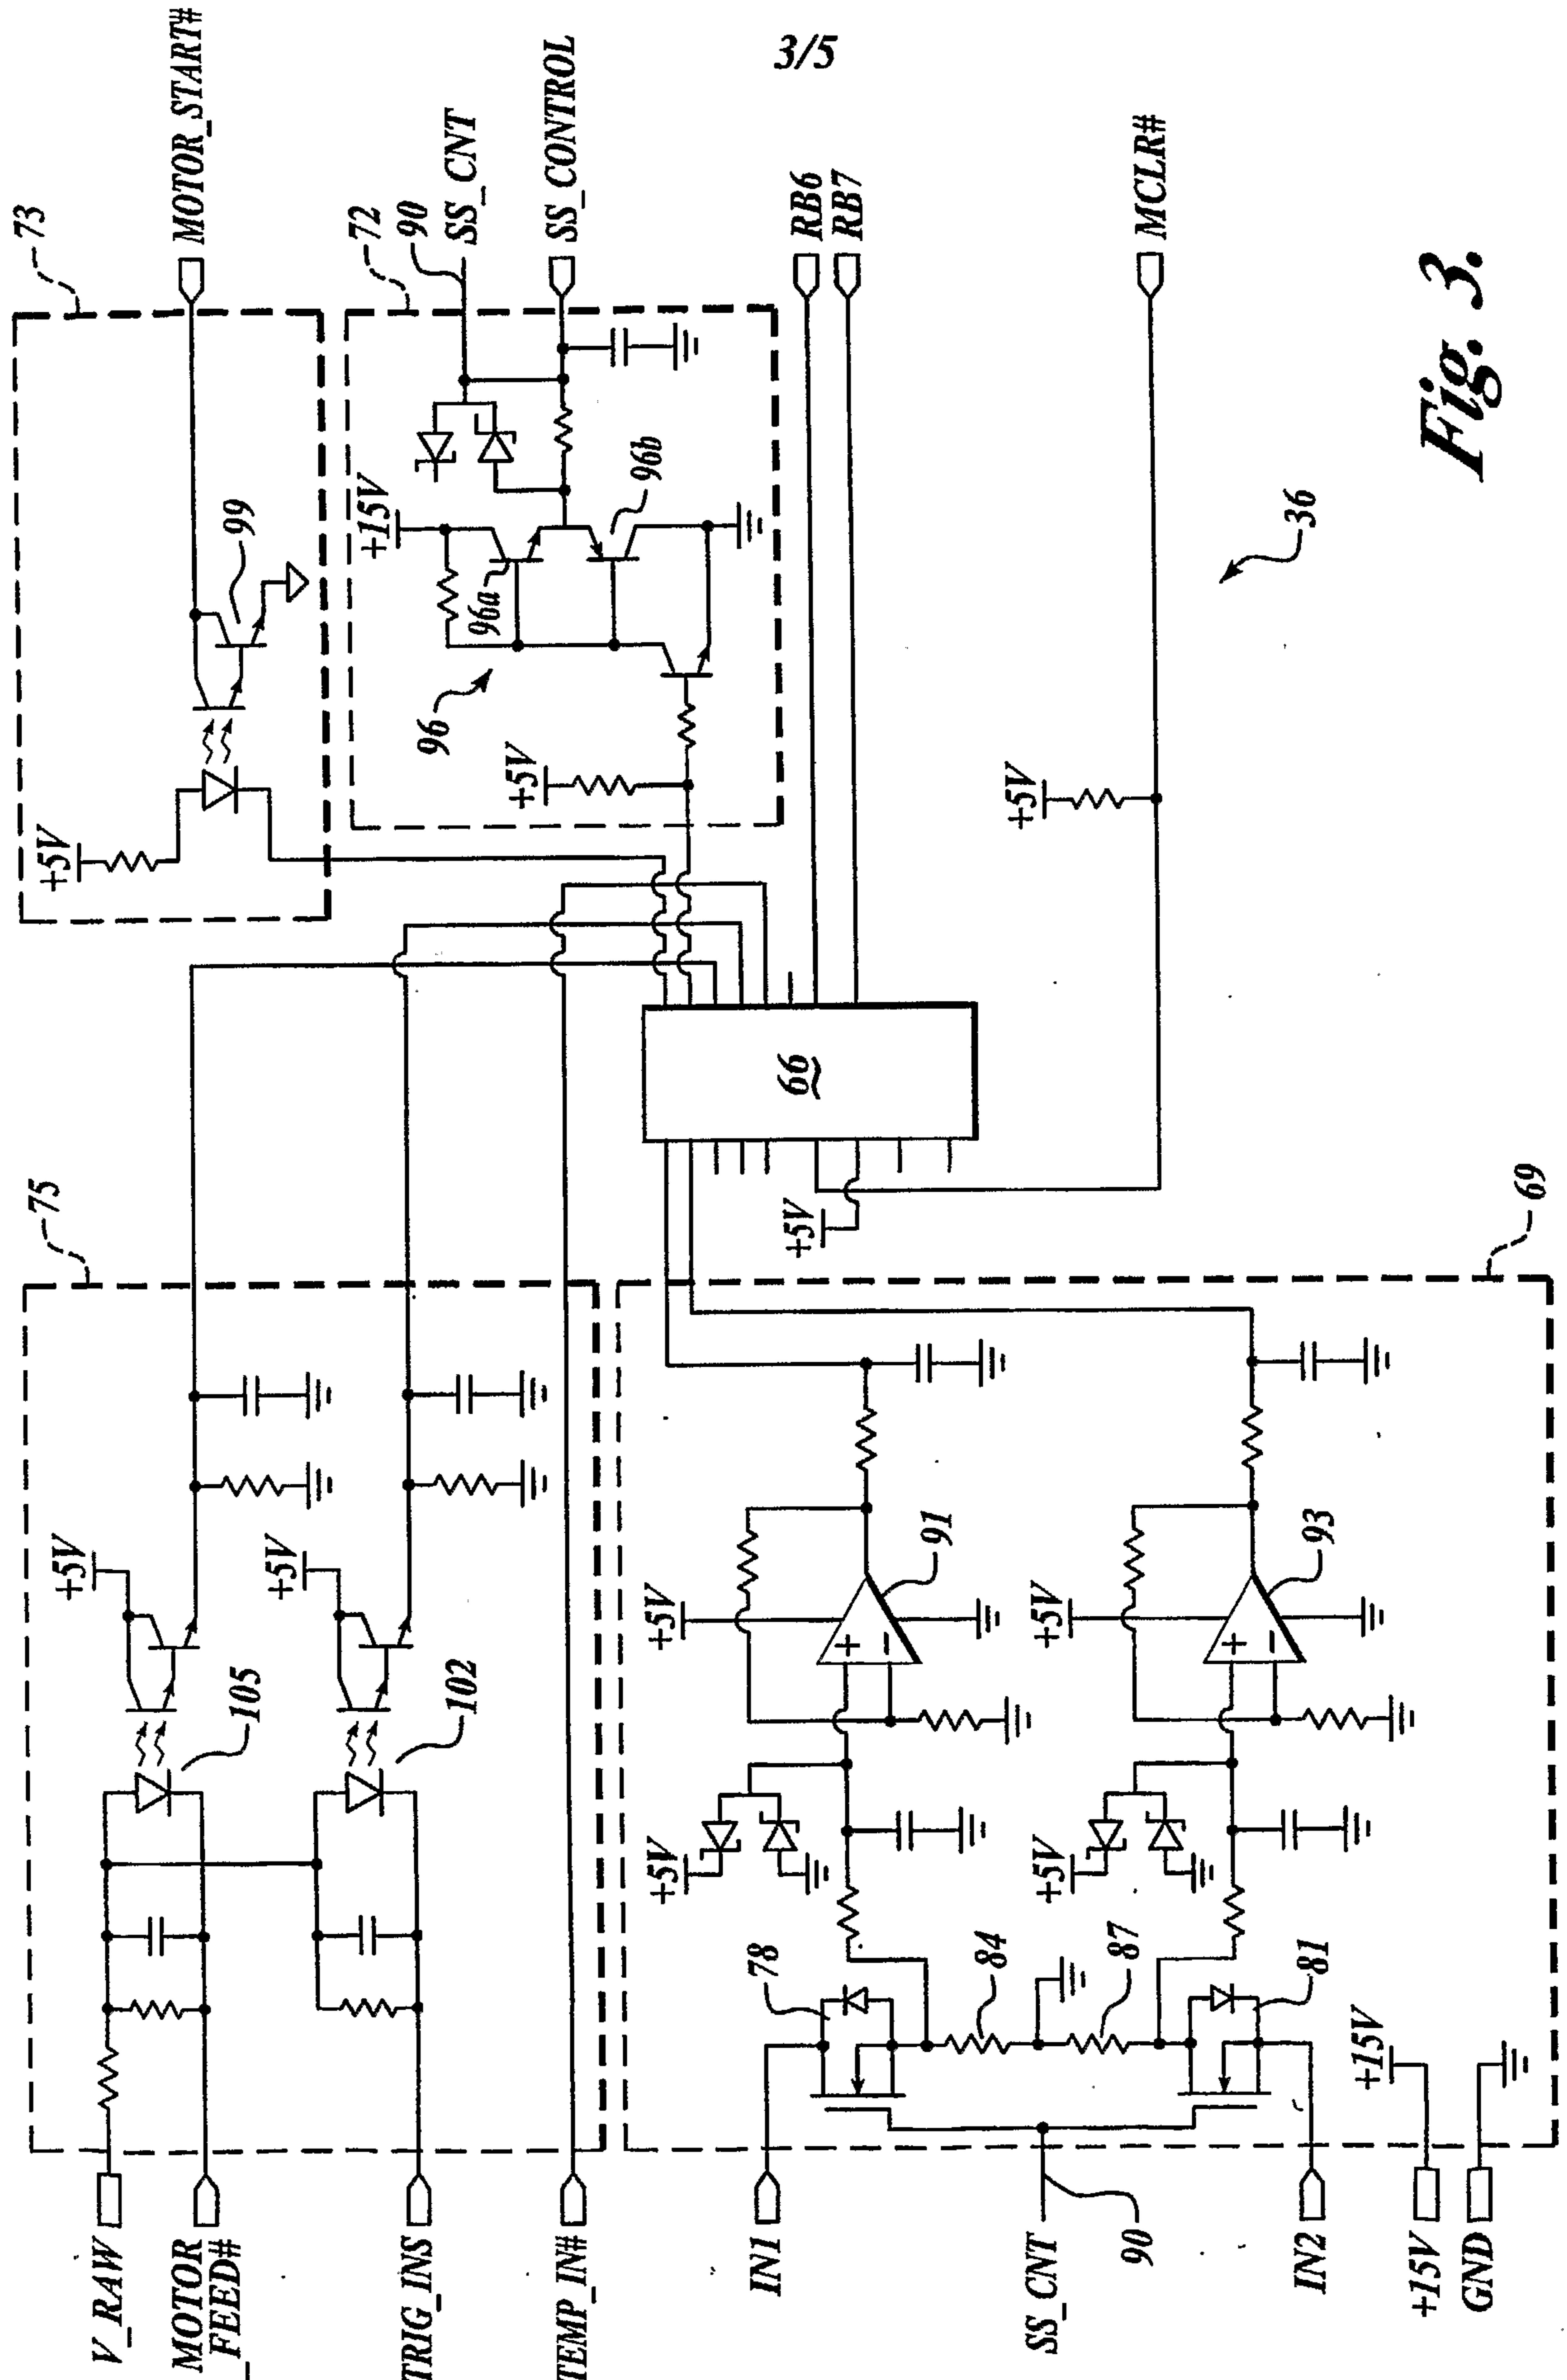 3/5
73
MOTOR_START#
+5V
99
72
90
SS_CNT
SS_CONTROL
+15V
96a
96b
96
+5V
RB6
RB7
MCLR#
+5V
36
66
+5V
75
+5V
+5V
105
102
V_RAW
MOTOR
_FEED#
TRIG_INS
TEMP_IN#
69
+5V
91
+
−
+5V
+5V
93
+
−
+5V
78
84
87
81
IN1
SS_CNT
90
IN2
+15V
+15V
GND
Fig. 3.